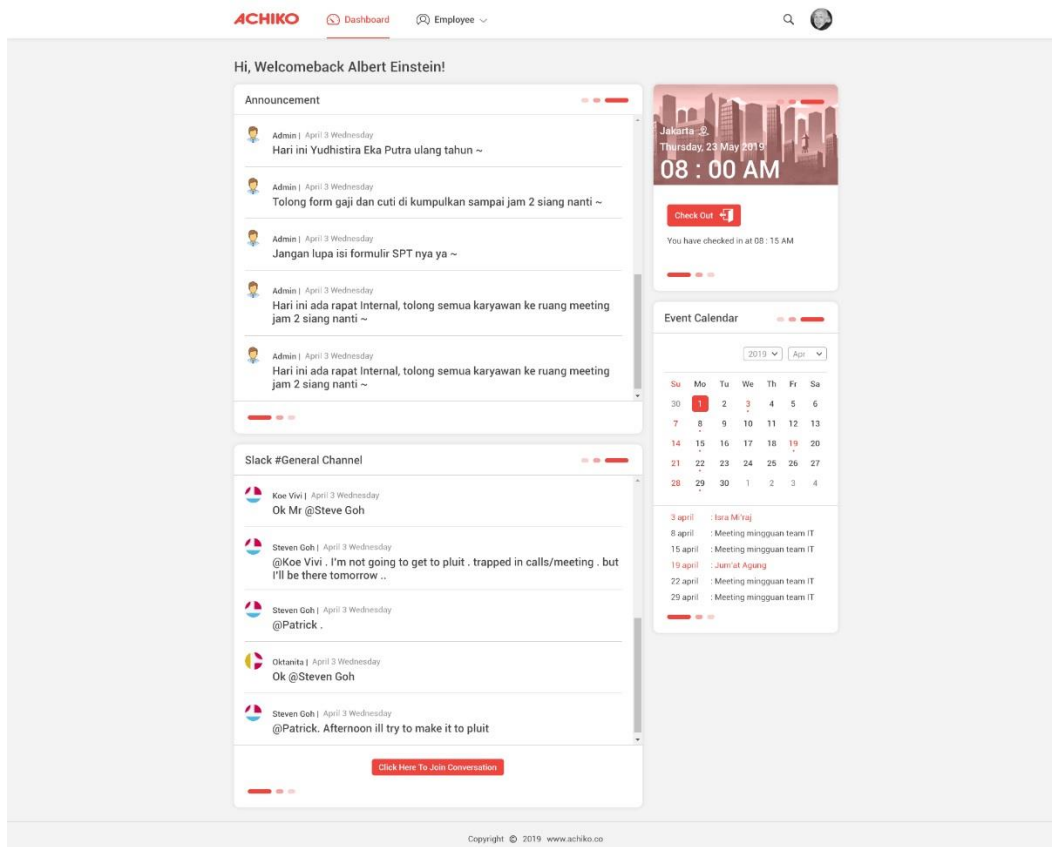 ACHIKO
Dashboard
Employee
Hi, Welcomeback Albert Einstein!
Announcement
Admin | April 3 Wednesday
Hari ini Yudhistira Eka Putra ulang tahun ~
Admin | April 3 Wednesday
Tolong form gaji dan cuti di kumpulkan sampai jam 2 siang nanti ~
Admin | April 3 Wednesday
Jangan lupa isi formulir SPT nya ya ~
Admin | April 3 Wednesday
Hari ini ada rapat Internal, tolong semua karyawan ke ruang meeting
jam 2 siang nanti ~
Admin | April 3 Wednesday
Hari ini ada rapat Internal, tolong semua karyawan ke ruang meeting
jam 2 siang nanti ~
Slack #General Channel
Koe Vivi | April 3 Wednesday
Ok Mr @Steve Goh
Steven Goh | April 3 Wednesday
@Koe Vivi . I'm not going to get to pluit . trapped in calls/meeting . but
I'll be there tomorrow ..
Steven Goh | April 3 Wednesday
@Patrick .
Oktanita | April 3 Wednesday
Ok @Steven Goh
Steven Goh | April 3 Wednesday
@Patrick. Afternoon ill try to make it to pluit
Click Here To Join Conversation
Jakarta
Thursday, 23 May 2019
08 : 00 AM
Check Out
You have checked in at 08 : 15 AM
Event Calendar
2019 Apr
Su Mo Tu We Th Fr Sa
30 1 2 3 4 5 6
7 8 9 10 11 12 13
14 15 16 17 18 19 20
21 22 23 24 25 26 27
28 29 30 1 2 3 4
3 april : Isra Mi'raj
8 april : Meeting mingguan team IT
15 april : Meeting mingguan team IT
19 april : Jum'at Agung
22 april : Meeting mingguan team IT
29 april : Meeting mingguan team IT
Copyright © 2019 www.achiko.co